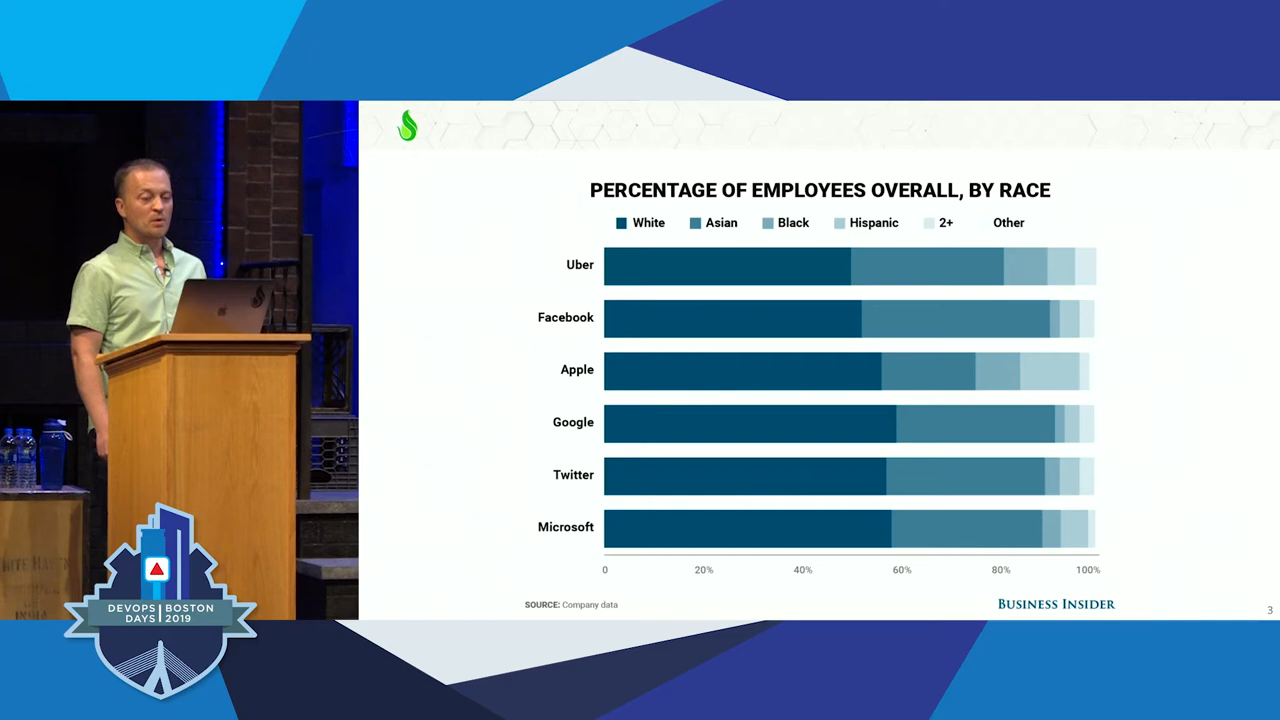 PERCENTAGE OF EMPLOYEES OVERALL, BY RACE
White Asian Black Hispanic 2+ Other
Uber
Facebook
Apple
Google
Twitter
Microsoft
0 20% 40% 60% 80% 100%
SOURCE: Company data
BUSINESS INSIDER
3
DEVOPS BOSTON
DAYS 2019
INDIA